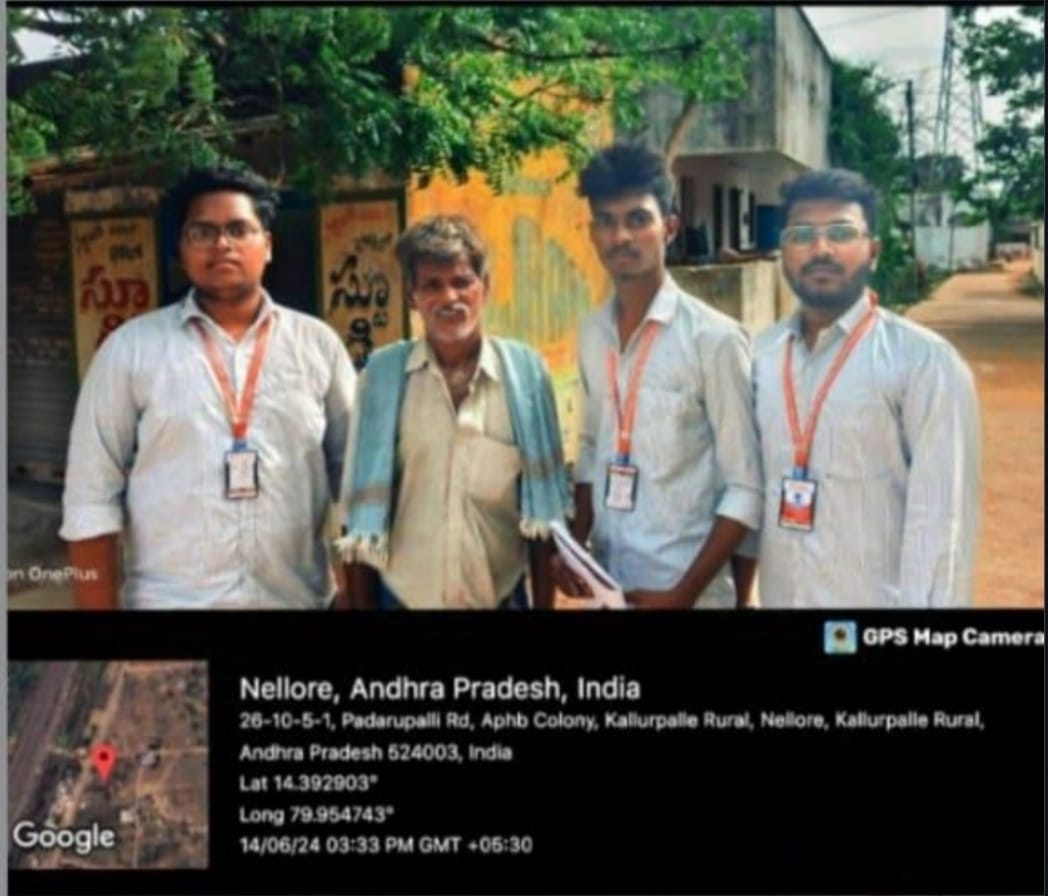 స్త్రూ
on OnePlus
GPS Map Camera
Nellore, Andhra Pradesh, India
26-10-5-1, Padarupalli Rd, Aphb Colony, Kallurpalle Rural, Nellore, Kallurpalle Rural,
Andhra Pradesh 524003, India
Lat 14.392903°
Long 79.954743°
14/06/24 03:33 PM GMT +05:30
Google